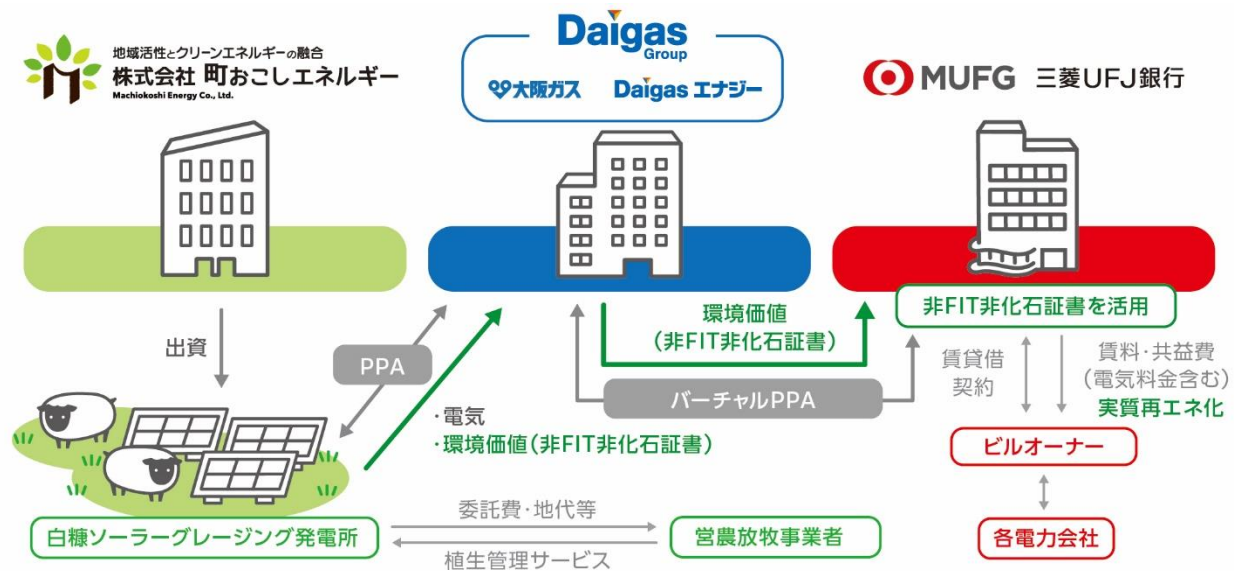 地域活性とクリーンエネルギーの融合
株式会社 町おこしエネルギー
Machiokoshi Energy Co., Ltd.
Daigas
Group
大阪ガス
Daigas エナジー
MUFG 三菱UFJ銀行
出資
PPA
・電気
・環境価値(非FIT非化石証書)
環境価値
(非FIT非化石証書)
バーチャルPPA
非FIT非化石証書を活用
賃貸借
契約
賃料・共益費
(電気料金含む)
実質再エネ化
ビルオーナー
各電力会社
白糠ソーラーグレージング発電所
委託費・地代等
植生管理サービス
営農放牧事業者